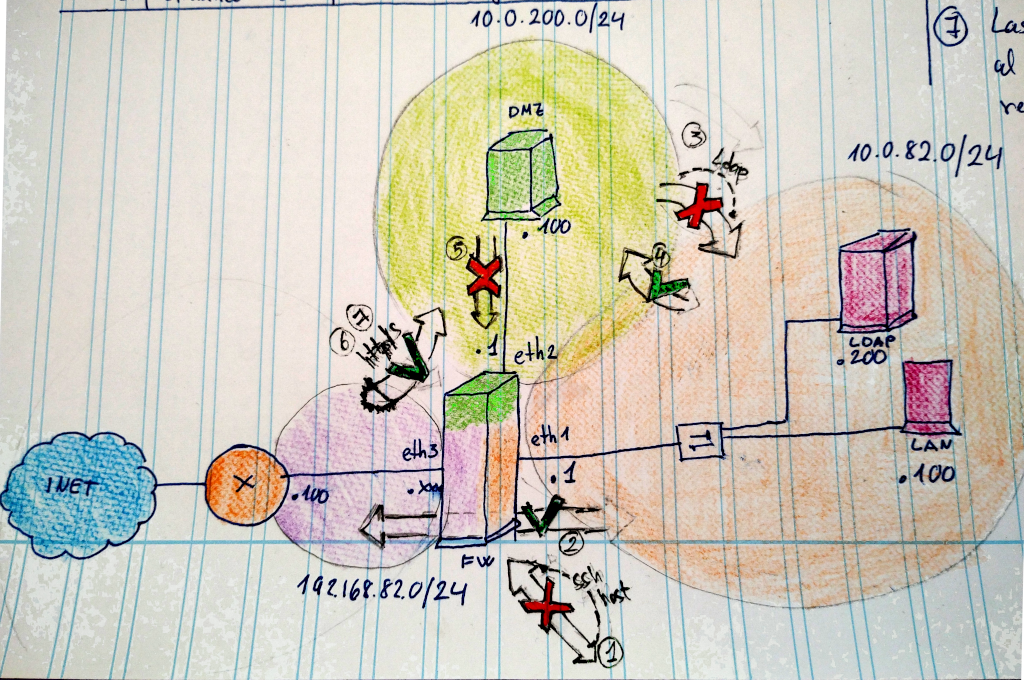 10.0.200.0/24
7 Las
al
re
DMZ
.100
3 Ldap
10.0.82.0/24
5
4
.1 eth2
6 7 https
LDAP
.200
LAN
.100
eth1
.1
eth3
.100
INET
X
2
FW
192.168.82.0/24
ssh
host
1